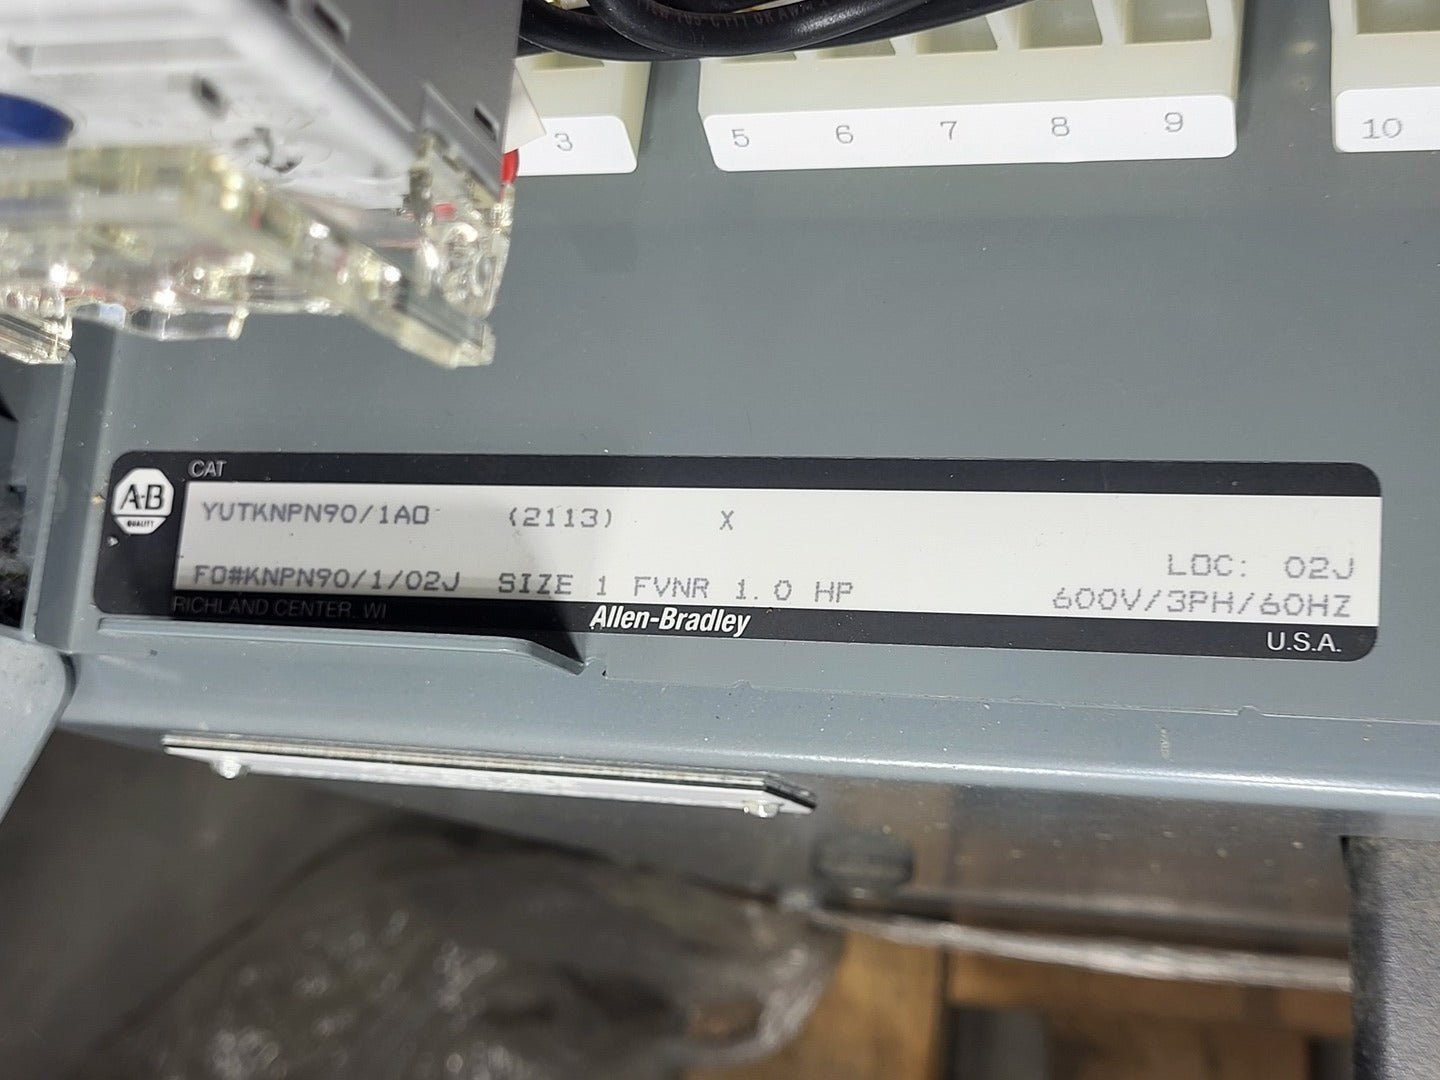 3 5 6 7 8 9 10
CAT
A-B
QUALITY
YUTKNPN90/1A0 (2113) X
LOC: 02J
FO#KNPN90/1/02J SIZE 1 FVNR 1.0 HP 600V/3PH/60HZ
RICHLAND CENTER, WI Allen-Bradley U.S.A.